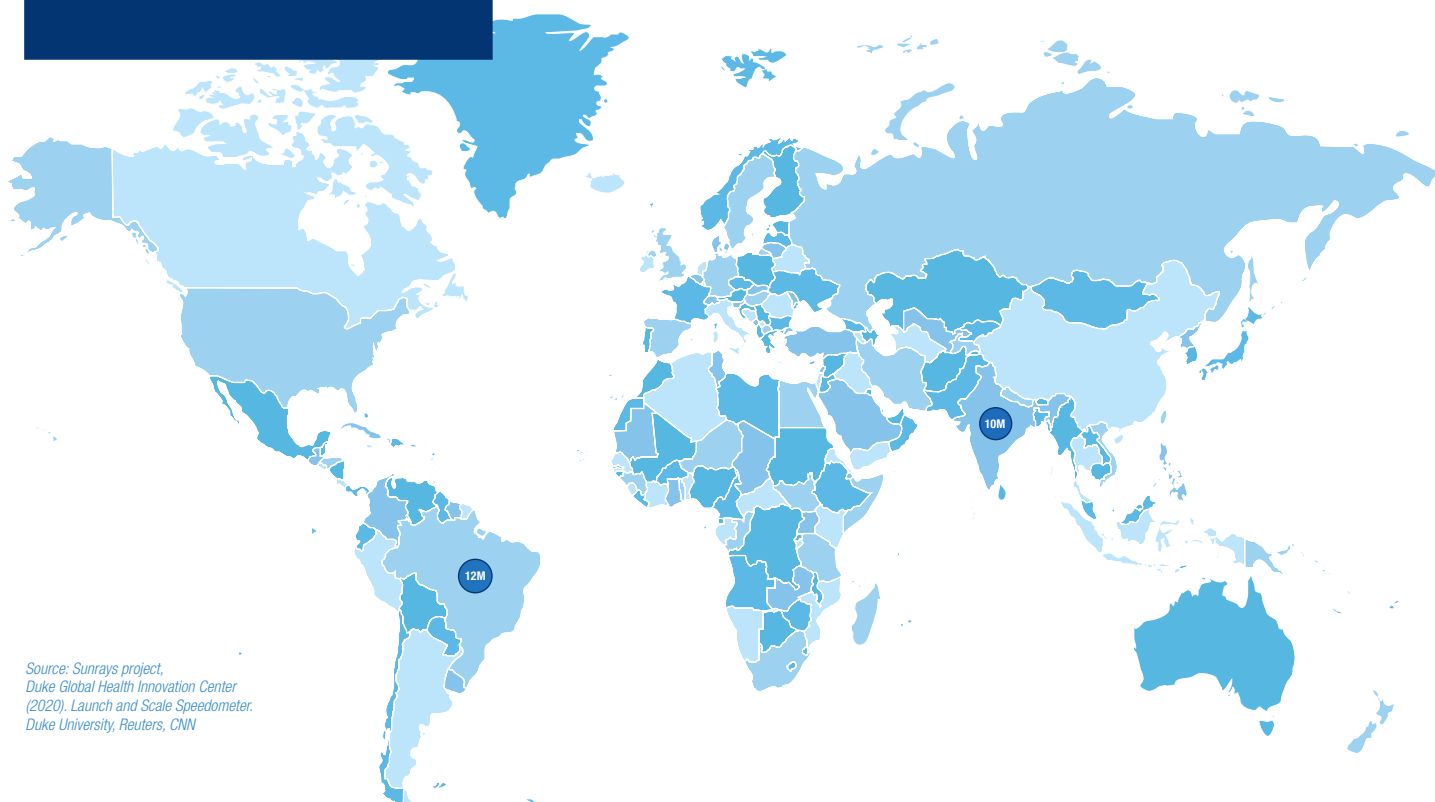 10M
12M
Source: Sunrays project,
Duke Global Health Innovation Center
(2020). Launch and Scale Speedometer.
Duke University, Reuters, CNN